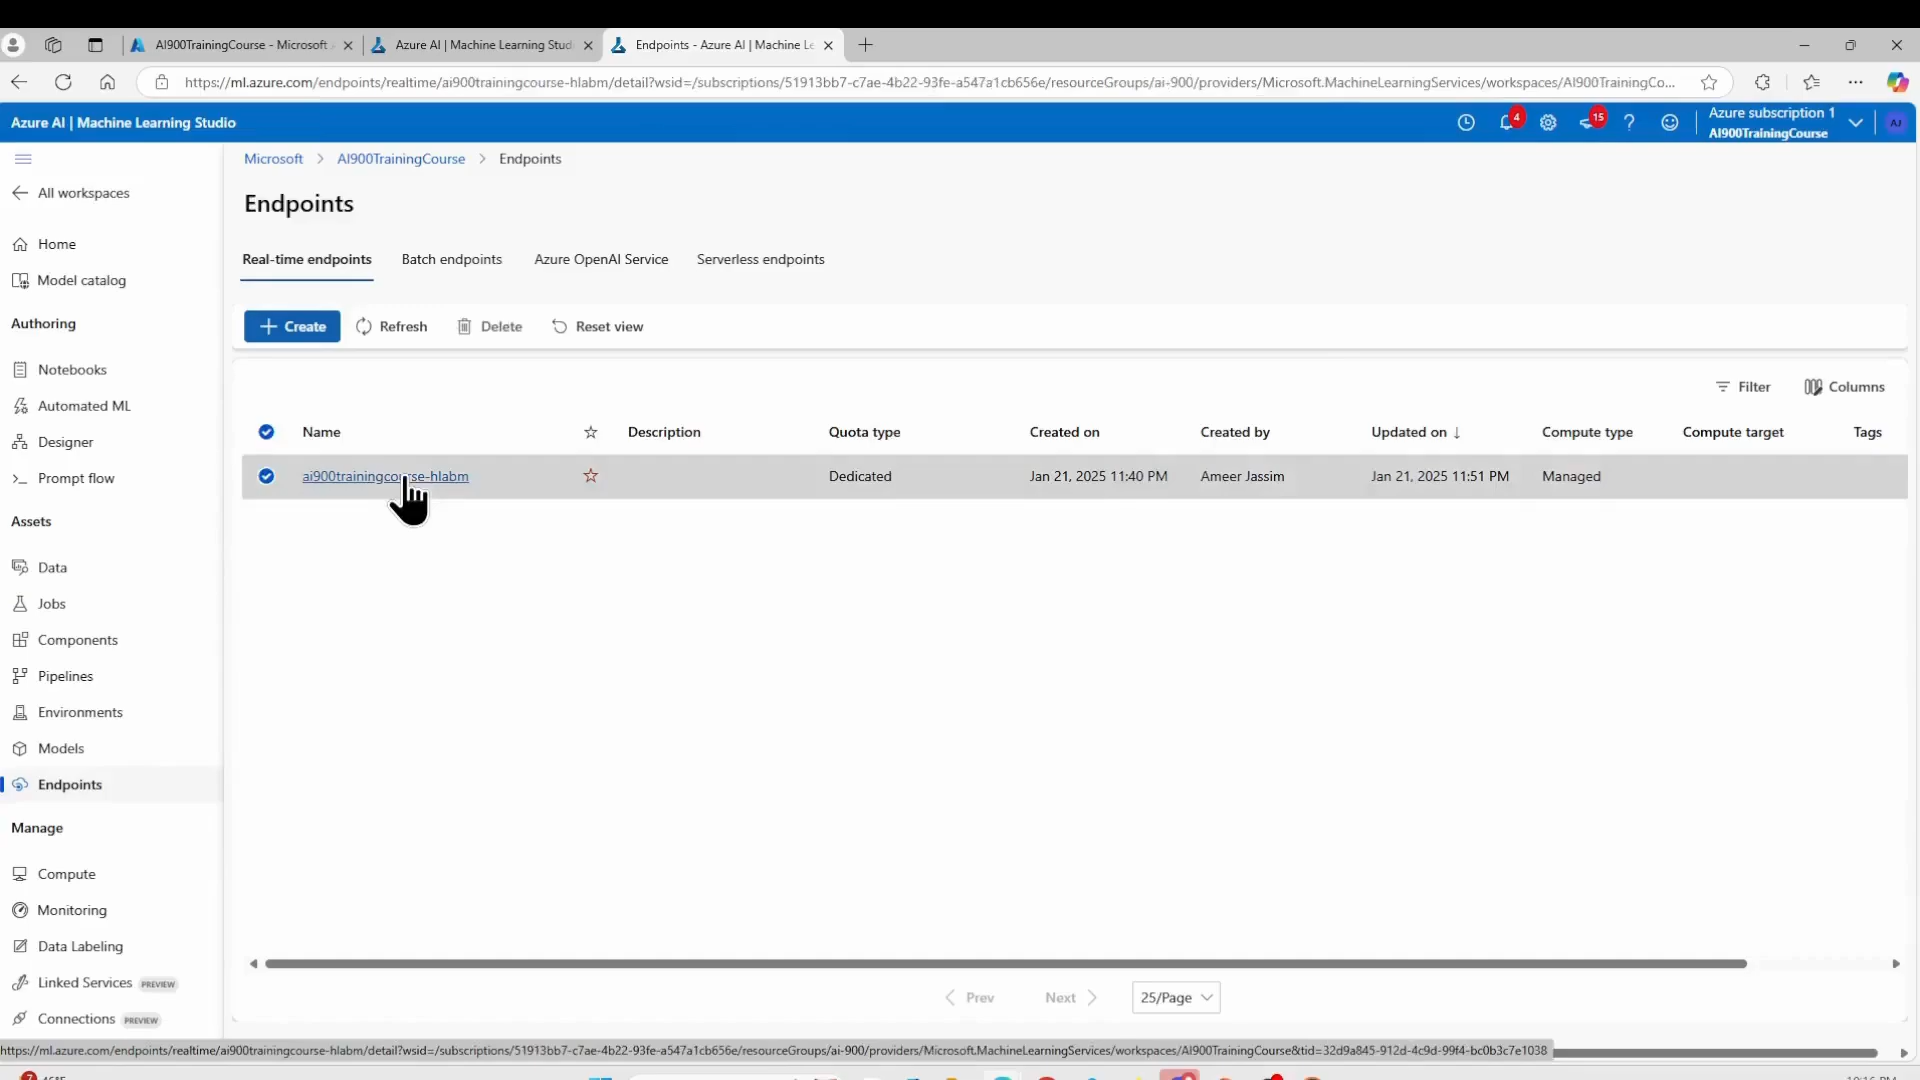 AI900TrainingCourse - Microsoft
Azure AI | Machine Learning Stud
Endpoints - Azure AI | Machine Le
https://ml.azure.com/endpoints/realtime/ai900trainingcourse-hlabm/detail?wsid=/subscriptions/51913bb7-c7ae-4b22-93fe-a547a1cb656e/resourceGroups/ai-900/providers/Microsoft.MachineLearningServices/workspaces/AI900TrainingCo...
Azure AI | Machine Learning Studio
4
15
?
Azure subscription 1
AI900TrainingCourse
AJ
Microsoft > AI900TrainingCourse > Endpoints
All workspaces
Endpoints
Home
Model catalog
Authoring
Notebooks
Automated ML
Designer
Prompt flow
Assets
Data
Jobs
Components
Pipelines
Environments
Models
Endpoints
Manage
Compute
Monitoring
Data Labeling
Linked Services PREVIEW
Connections PREVIEW
Real-time endpoints Batch endpoints Azure OpenAI Service Serverless endpoints
+ Create Refresh Delete Reset view
Filter Columns
Name Description Quota type Created on Created by Updated on ↓ Compute type Compute target Tags
ai900trainingcourse-hlabm Dedicated Jan 21, 2025 11:40 PM Ameer Jassim Jan 21, 2025 11:51 PM Managed
< Prev Next > 25/Page
https://ml.azure.com/endpoints/realtime/ai900trainingcourse-hlabm/detail?wsid=/subscriptions/51913bb7-c7ae-4b22-93fe-a547a1cb656e/resourceGroups/ai-900/providers/Microsoft.MachineLearningServices/workspaces/AI900TrainingCourse&tid=32d9a845-912d-4c9d-99f4-bc0b3c7e1038
7